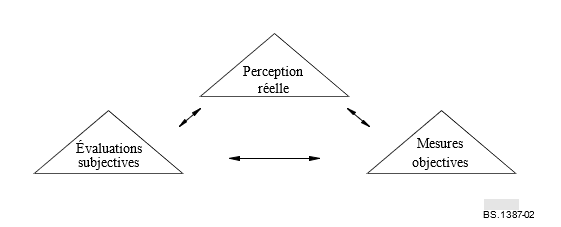 Perception
réelle
Évaluations
subjectives
Mesures
objectives
BS.1387-02